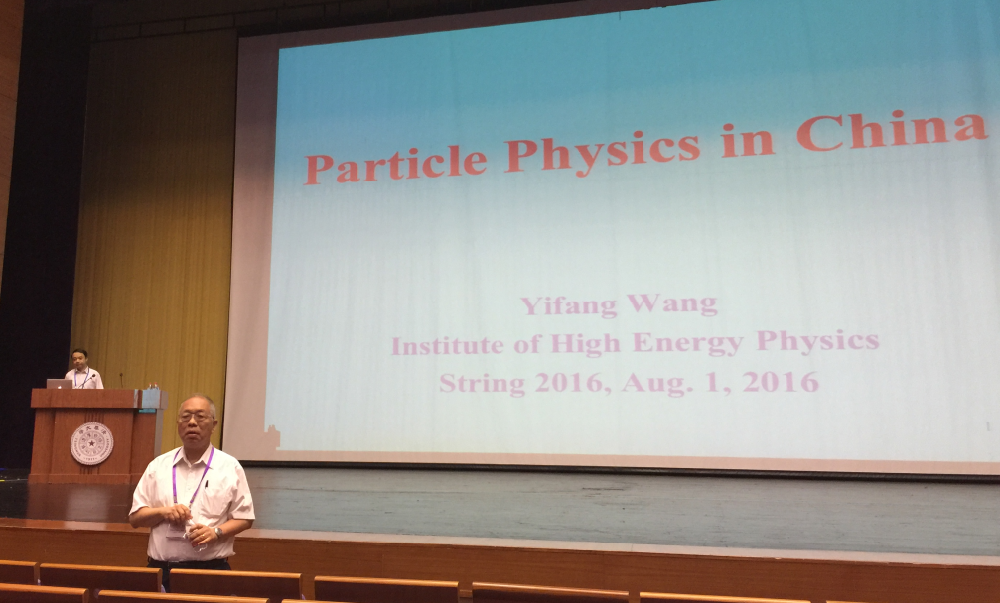 Particle Physics in China
Yifang Wang
Institute of High Energy Physics
String 2016, Aug. 1, 2016